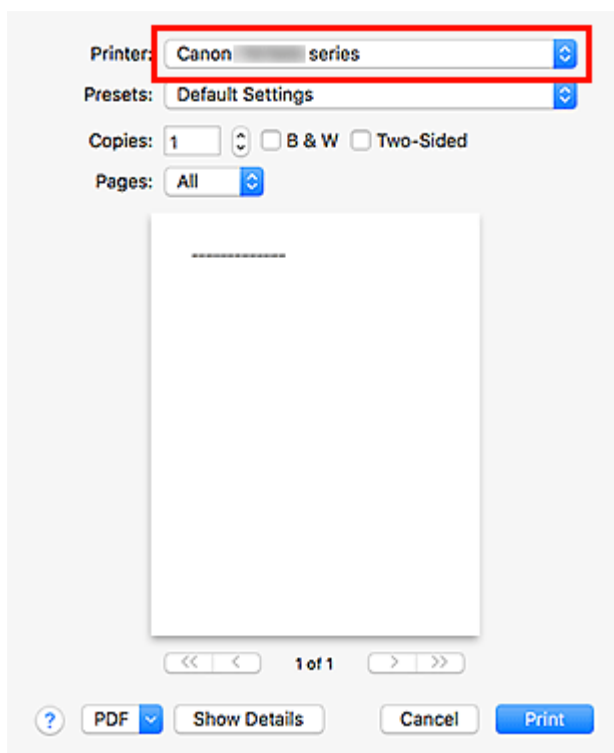 Printer: Canon series
Presets: Default Settings
Copies: 1 B & W Two-Sided
Pages: All
-------------
<< < 1 of 1 > >>
? PDF Show Details Cancel Print